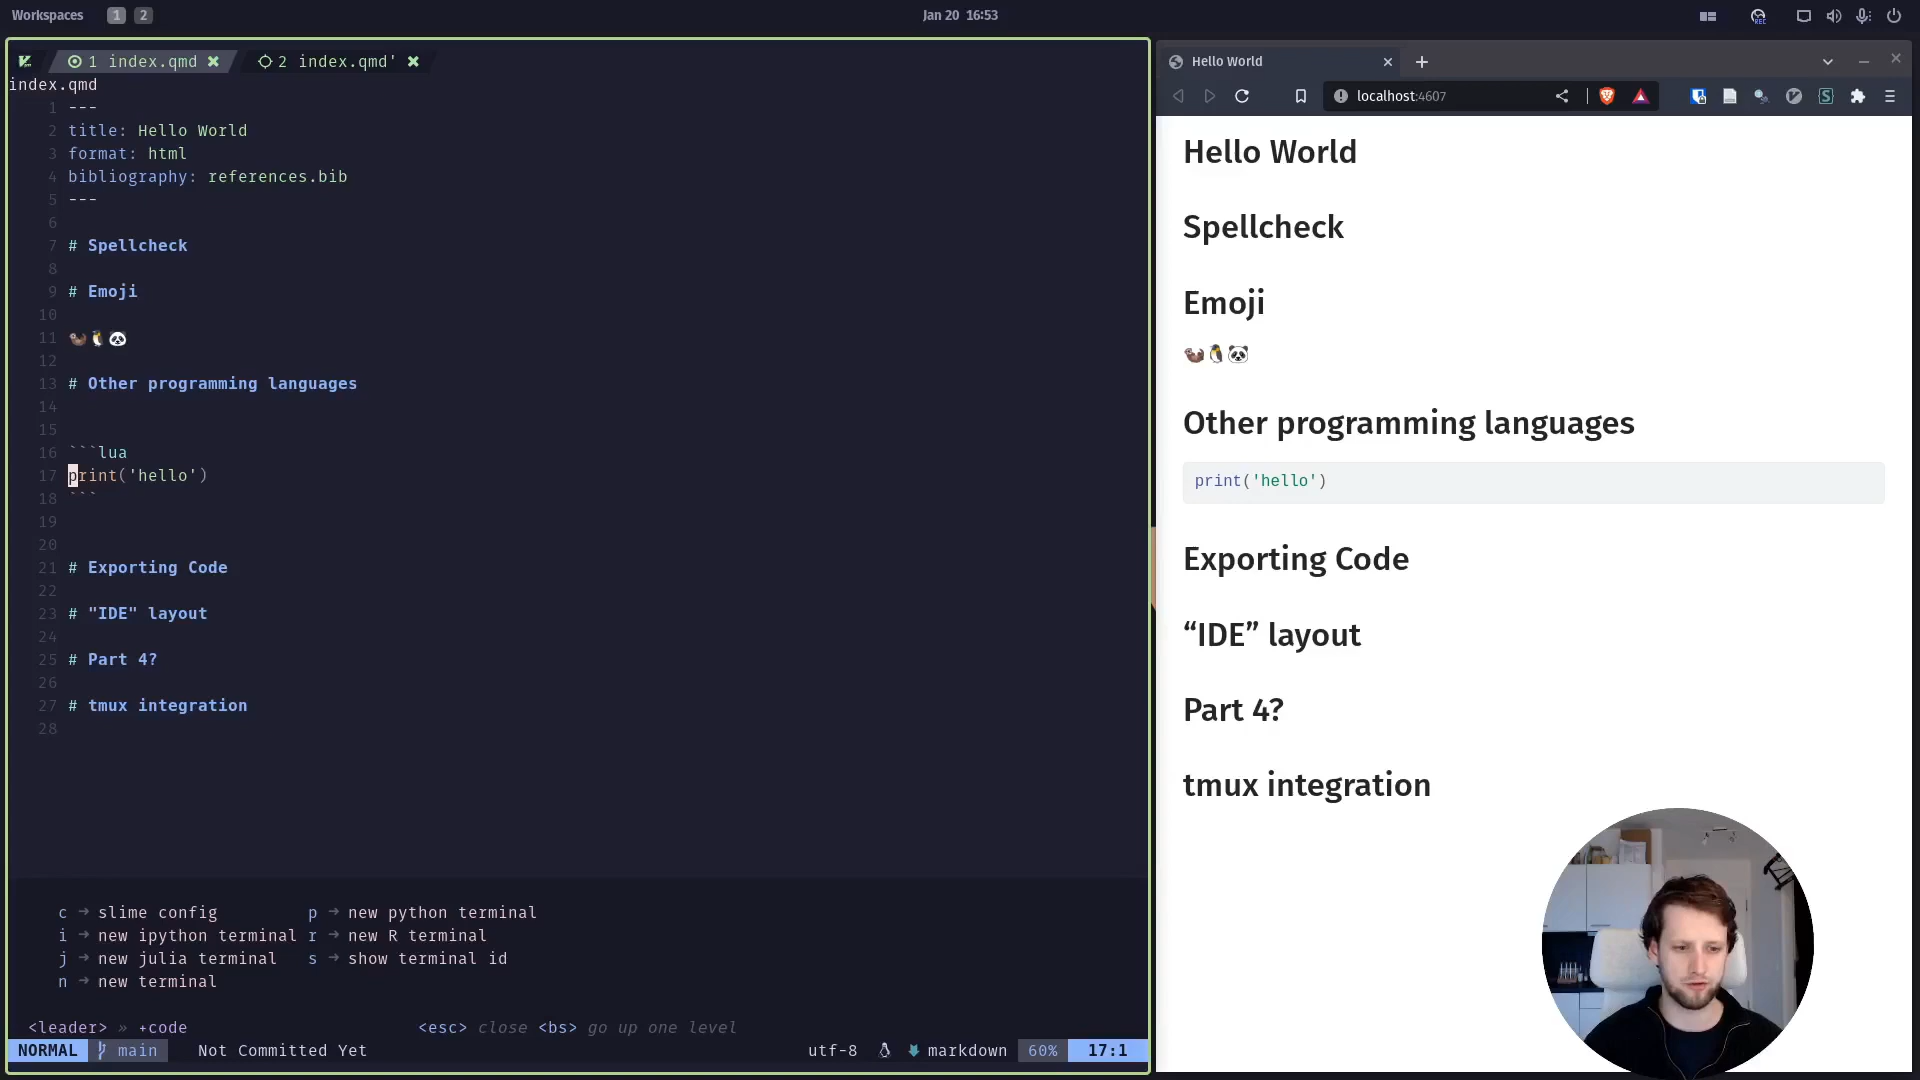 Workspaces 1 2 Jan 20 16:53 REC
1 index.qmd 2 index.qmd'
index.qmd
1 ---
2 title: Hello World
3 format: html
4 bibliography: references.bib
5 ---
6
7 # Spellcheck
8
9 # Emoji
10
11 🦦🐧🐼
12
13 # Other programming languages
14
15
16 ```lua
17 print('hello')
18 ```
19
20
21 # Exporting Code
22
23 # "IDE" layout
24
25 # Part 4?
26
27 # tmux integration
28
c → slime config p → new python terminal
i → new ipython terminal r → new R terminal
j → new julia terminal s → show terminal id
n → new terminal
<leader> » +code <esc> close <bs> go up one level
NORMAL main Not Committed Yet utf-8 markdown 60% 17:1
Hello World
localhost:4607
Hello World
Spellcheck
Emoji
🦦🐧🐼
Other programming languages
print('hello')
Exporting Code
“IDE” layout
Part 4?
tmux integration